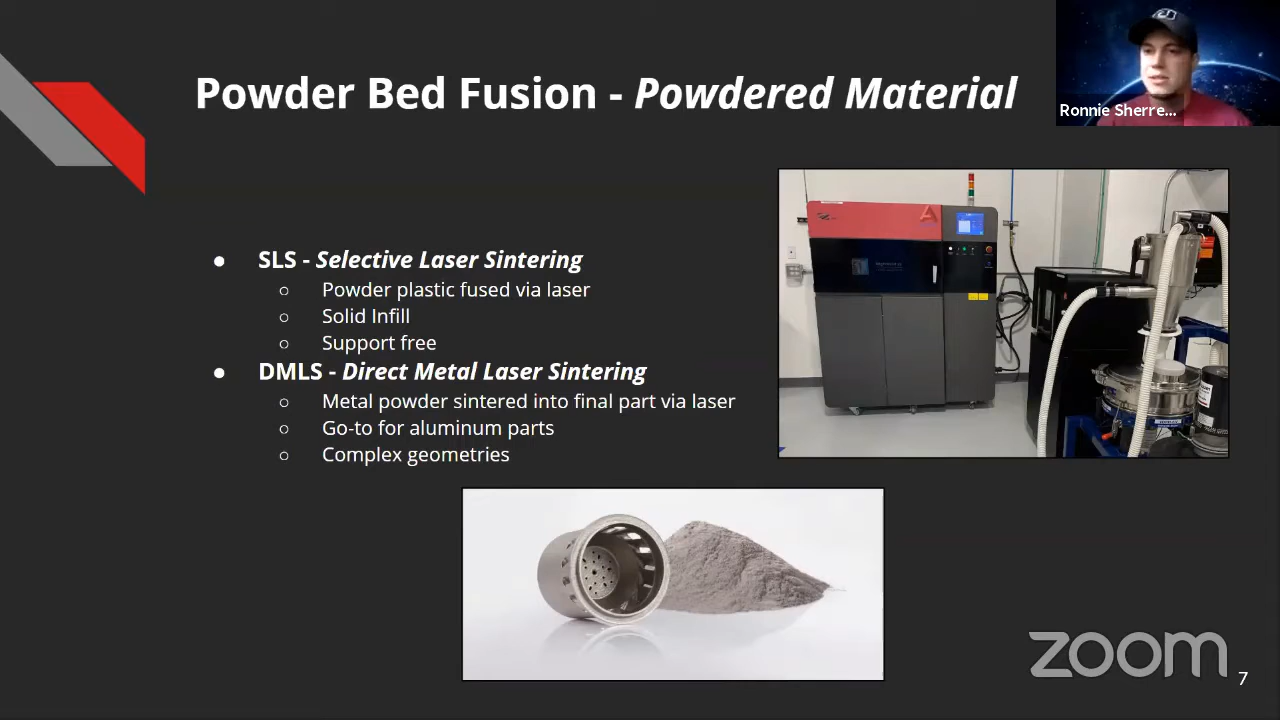 Powder Bed Fusion - Powdered Material
Ronnie Sherre...
● SLS - Selective Laser Sintering
○ Powder plastic fused via laser
○ Solid Infill
○ Support free
● DMLS - Direct Metal Laser Sintering
○ Metal powder sintered into final part via laser
○ Go-to for aluminum parts
○ Complex geometries
zoom
7